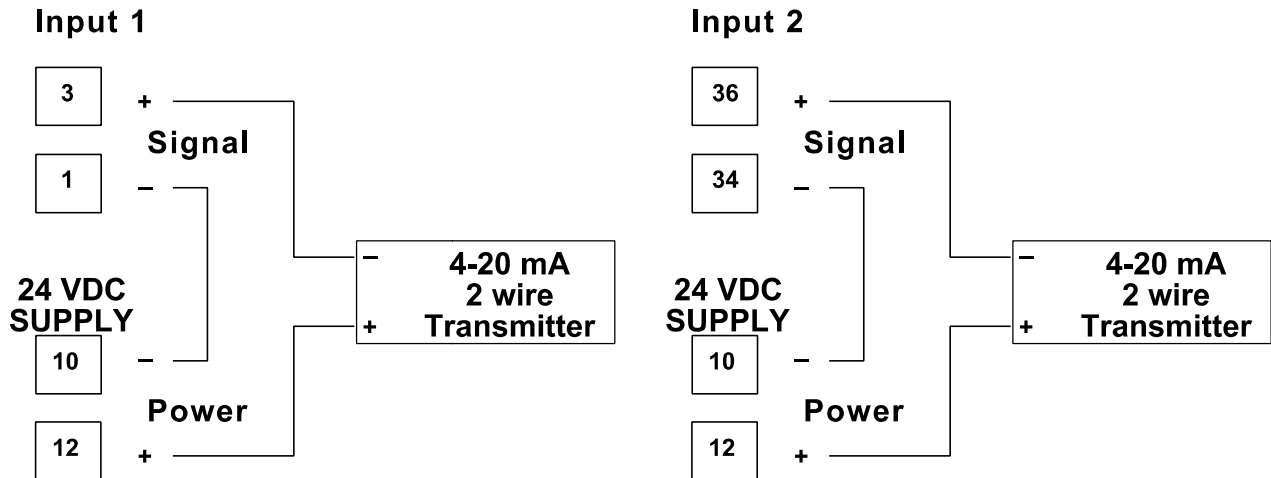 Input 1
3
+
Signal
1
–
24 VDC
SUPPLY
10
–
Power
12
+
–
4-20 mA
2 wire
+
Transmitter
Input 2
36
+
Signal
34
–
24 VDC
SUPPLY
10
–
Power
12
+
–
4-20 mA
2 wire
+
Transmitter